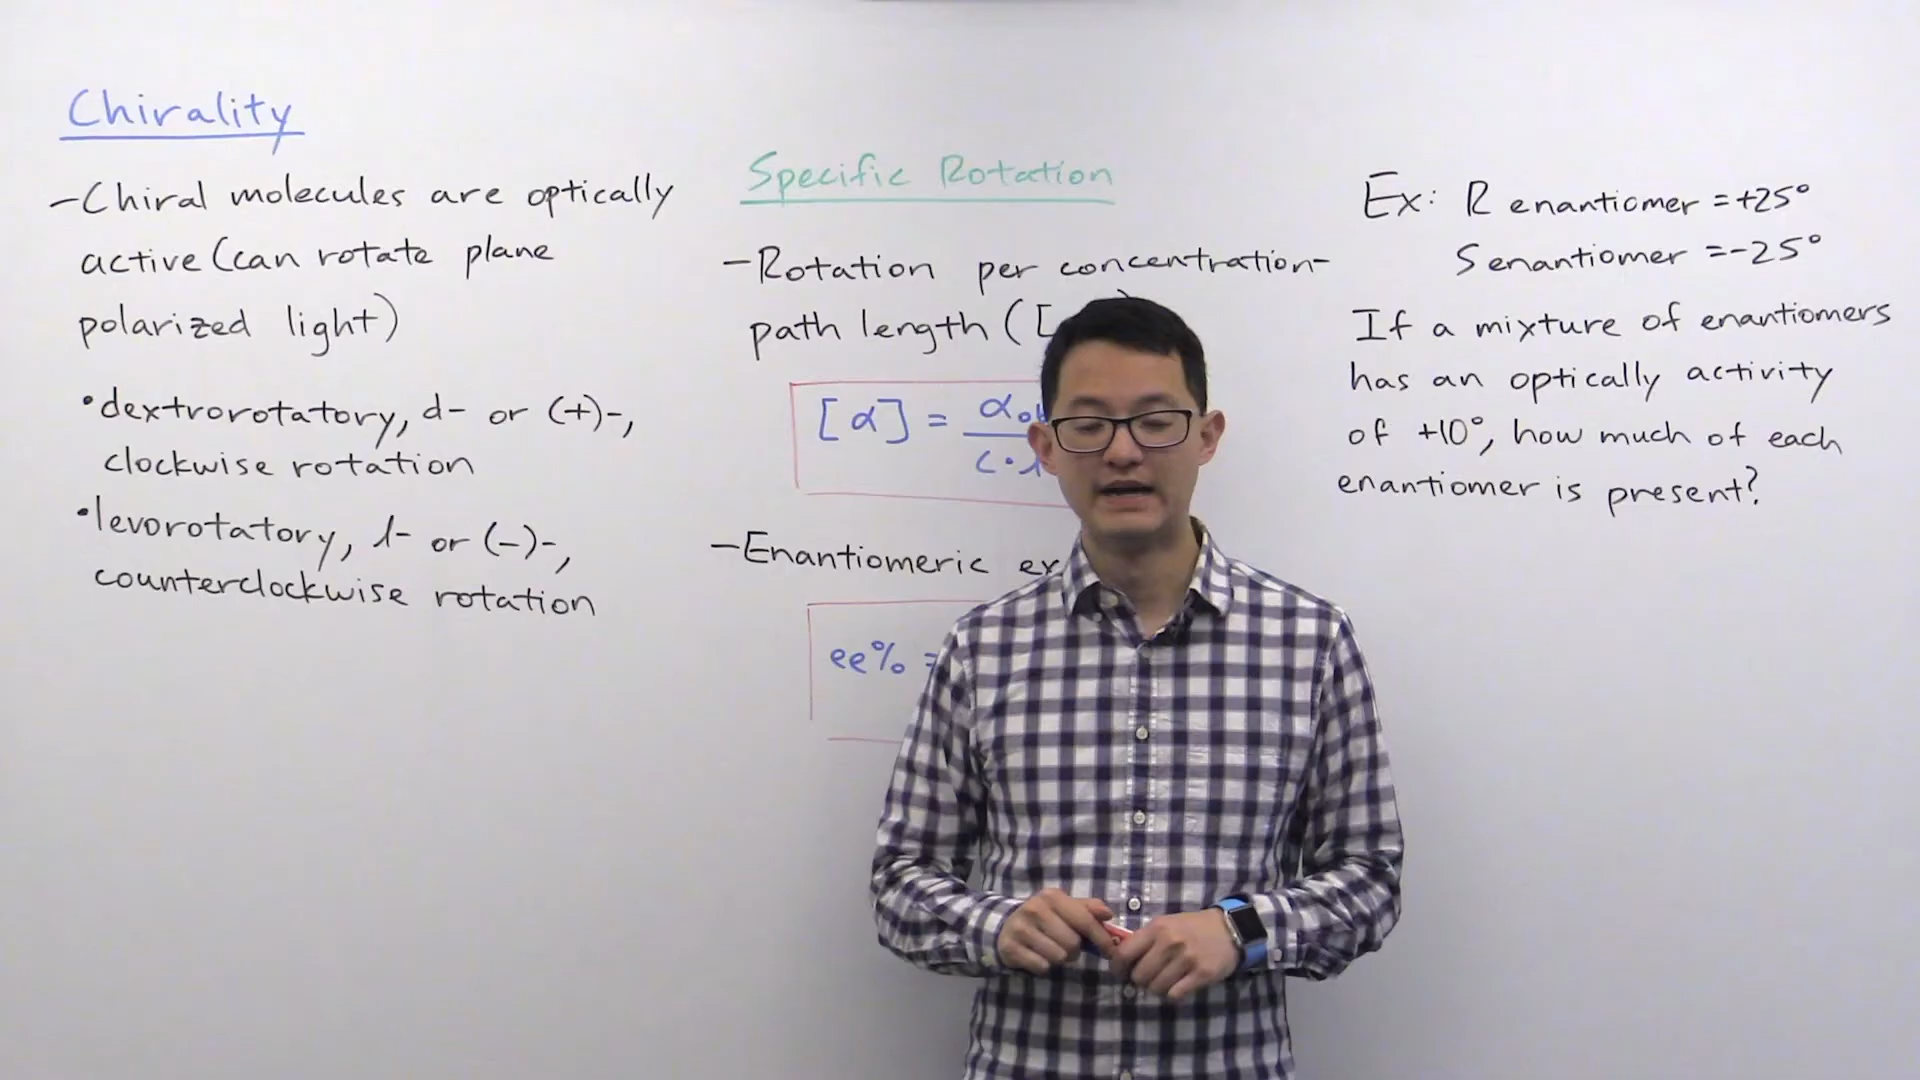 Chirality
-Chiral molecules are optically
active (can rotate plane
polarized light)
•dextrorotatory, d- or (+)-,
clockwise rotation
•levorotatory, l- or (-)-,
counterclockwise rotation
Specific Rotation
-Rotation per concentration-
path length ([
[α] =
-Enantiomeric
ee% =
Ex: R enantiomer = +25°
S enantiomer = -25°
If a mixture of enantiomers
has an optically activity
of +10°, how much of each
enantiomer is present?